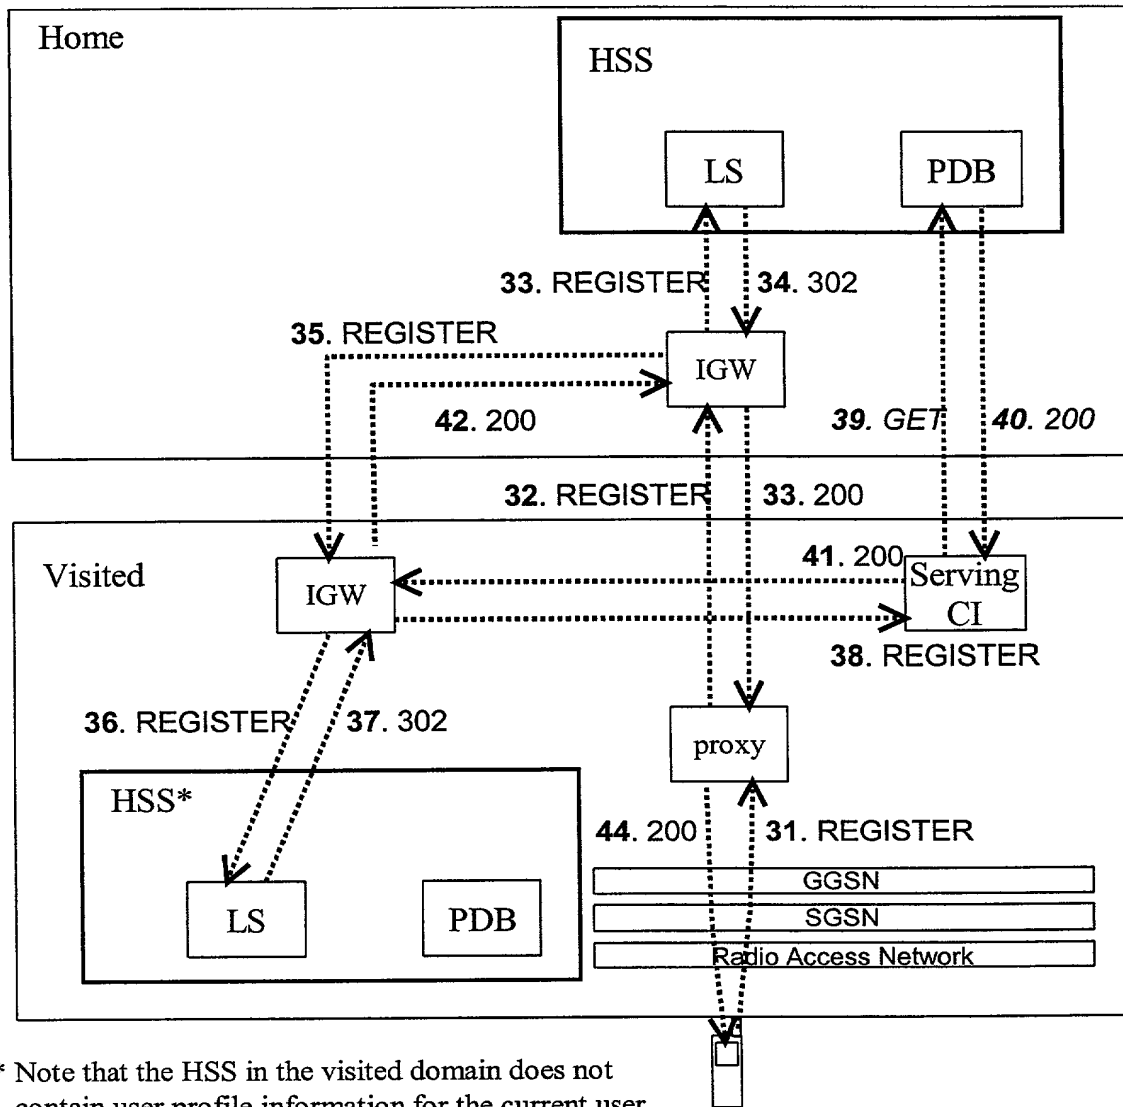 Home
HSS
LS
PDB
33. REGISTER
34. 302
35. REGISTER
IGW
42. 200
39. GET
40. 200
32. REGISTER
33. 200
Visited
IGW
41. 200
Serving
CI
38. REGISTER
36. REGISTER
37. 302
proxy
HSS*
44. 200
31. REGISTER
GGSN
SGSN
Radio Access Network
LS
PDB
* Note that the HSS in the visited domain does not
contain user profile information for the current user